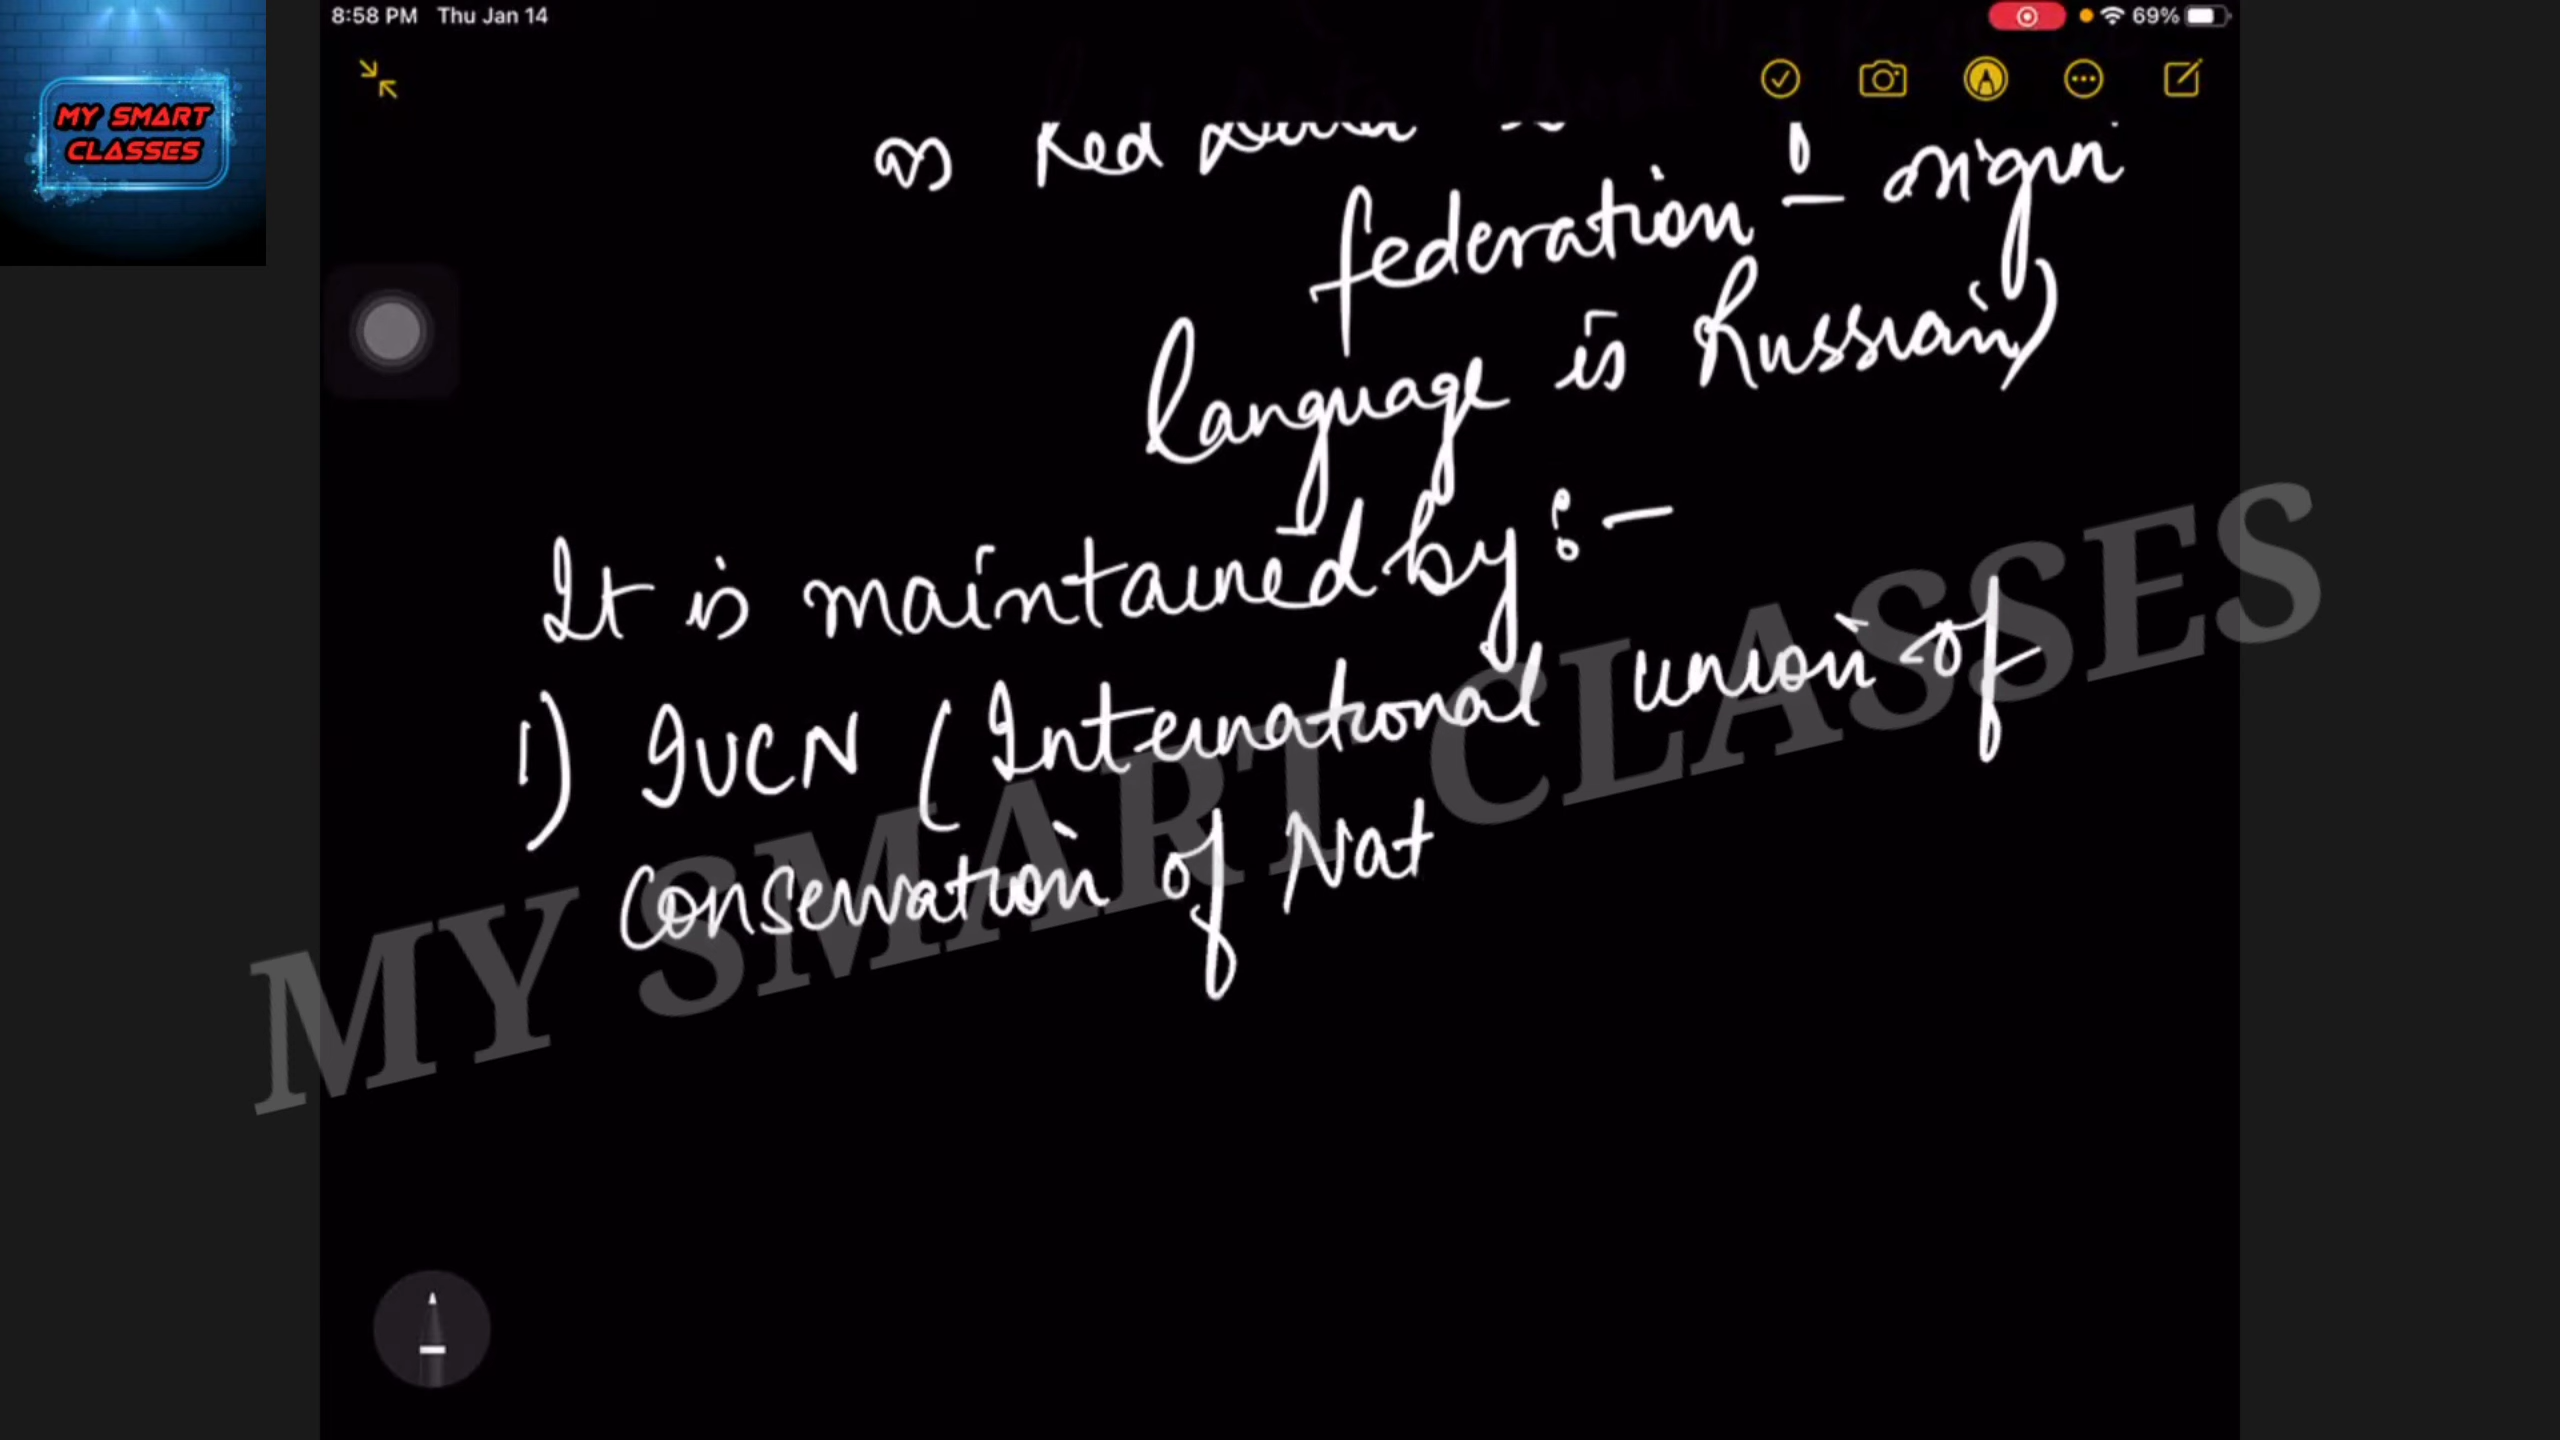 8:58 PM Thu Jan 14
69%
MY SMART
CLASSES
Red
federation - origin
language is Russian)
It is maintained by :-
1) IUCN (International union of
Conservation of Nat
MY SMART CLASSES